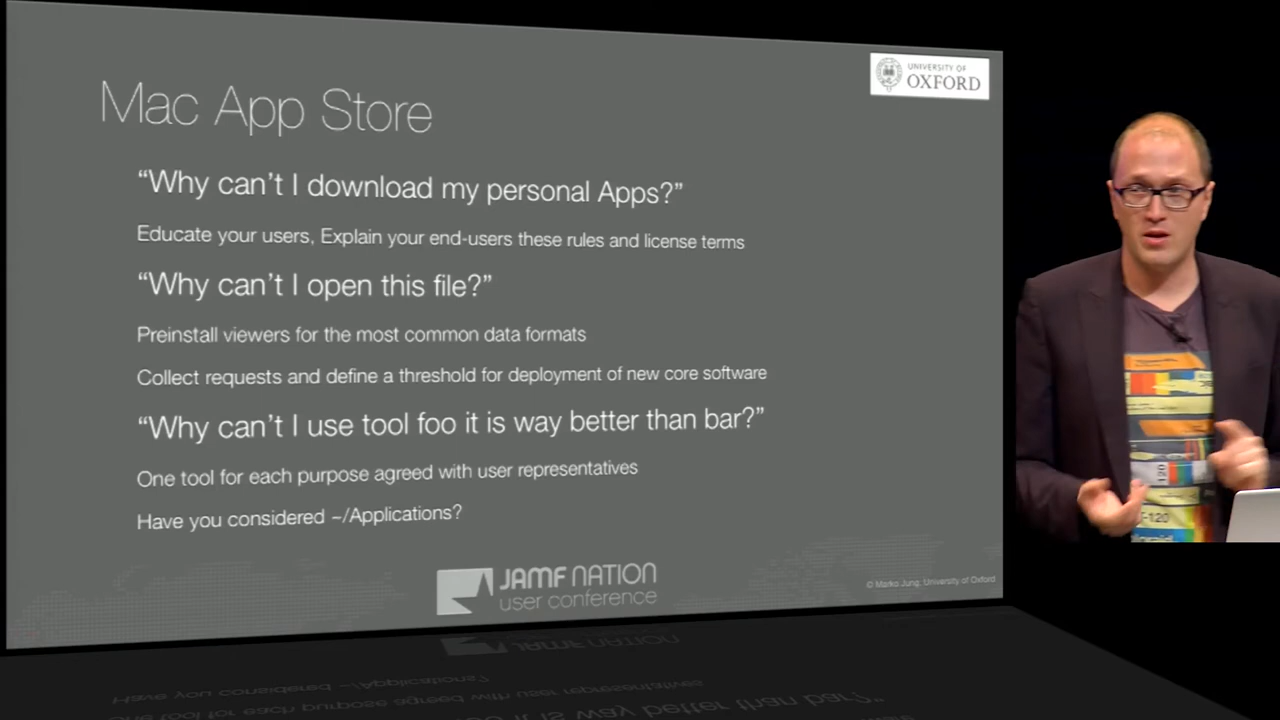 UNIVERSITY OF
OXFORD
Mac App Store
“Why can’t I download my personal Apps?”
Educate your users, Explain your end-users these rules and license terms
“Why can’t I open this file?”
Preinstall viewers for the most common data formats
Collect requests and define a threshold for deployment of new core software
“Why can’t I use tool foo it is way better than bar?”
One tool for each purpose agreed with user representatives
Have you considered ~/Applications?
JAMF NATION
user conference
© Marko Jung, University of Oxford
120